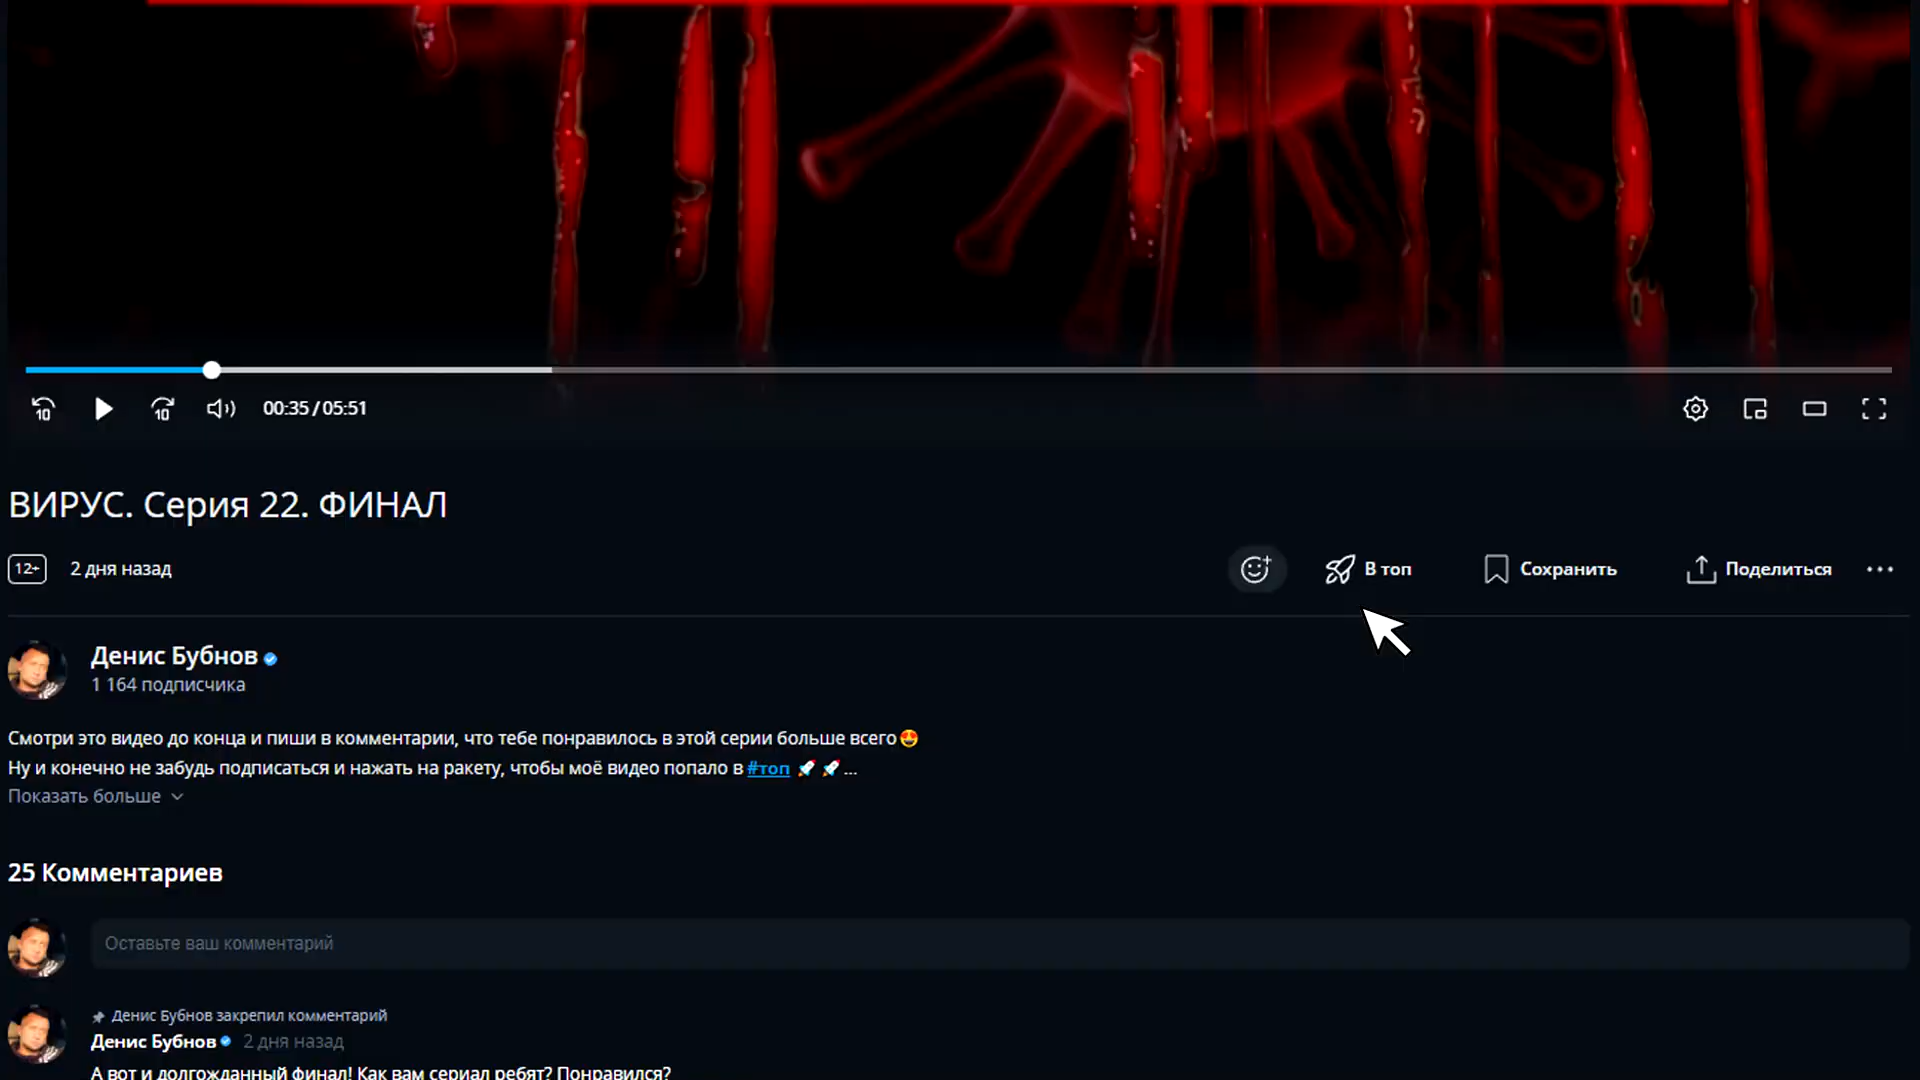 10
10
00:35 / 05:51
ВИРУС. Серия 22. ФИНАЛ
12+ 2 дня назад
В топ
Сохранить
Поделиться
Денис Бубнов
1 164 подписчика
Смотри это видео до конца и пиши в комментарии, что тебе понравилось в этой серии больше всего😍
Ну и конечно не забудь подписаться и нажать на ракету, чтобы моё видео попало в #топ 🚀 🚀 ...
Показать больше
25 Комментариев
Оставьте ваш комментарий
Денис Бубнов закрепил комментарий
Денис Бубнов 2 дня назад
А вот и долгожданный финал! Как вам сериал ребят? Понравился?